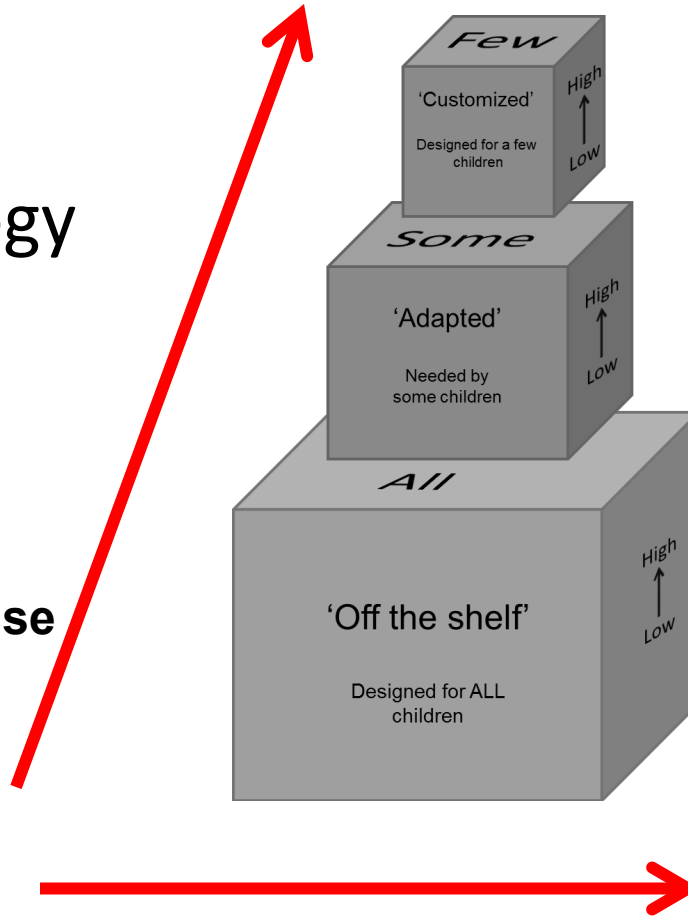 Few
'Customized'
Designed for a few
children
High
Low
gy
Some
'Adapted'
Needed by
some children
High
Low
All
'Off the shelf'
Designed for ALL
children
High
Low
se